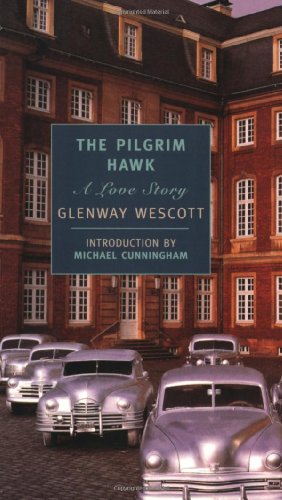 THE PILGRIM
HAWK
A Love Story
GLENWAY WESCOTT
INTRODUCTION BY
MICHAEL CUNNINGHAM